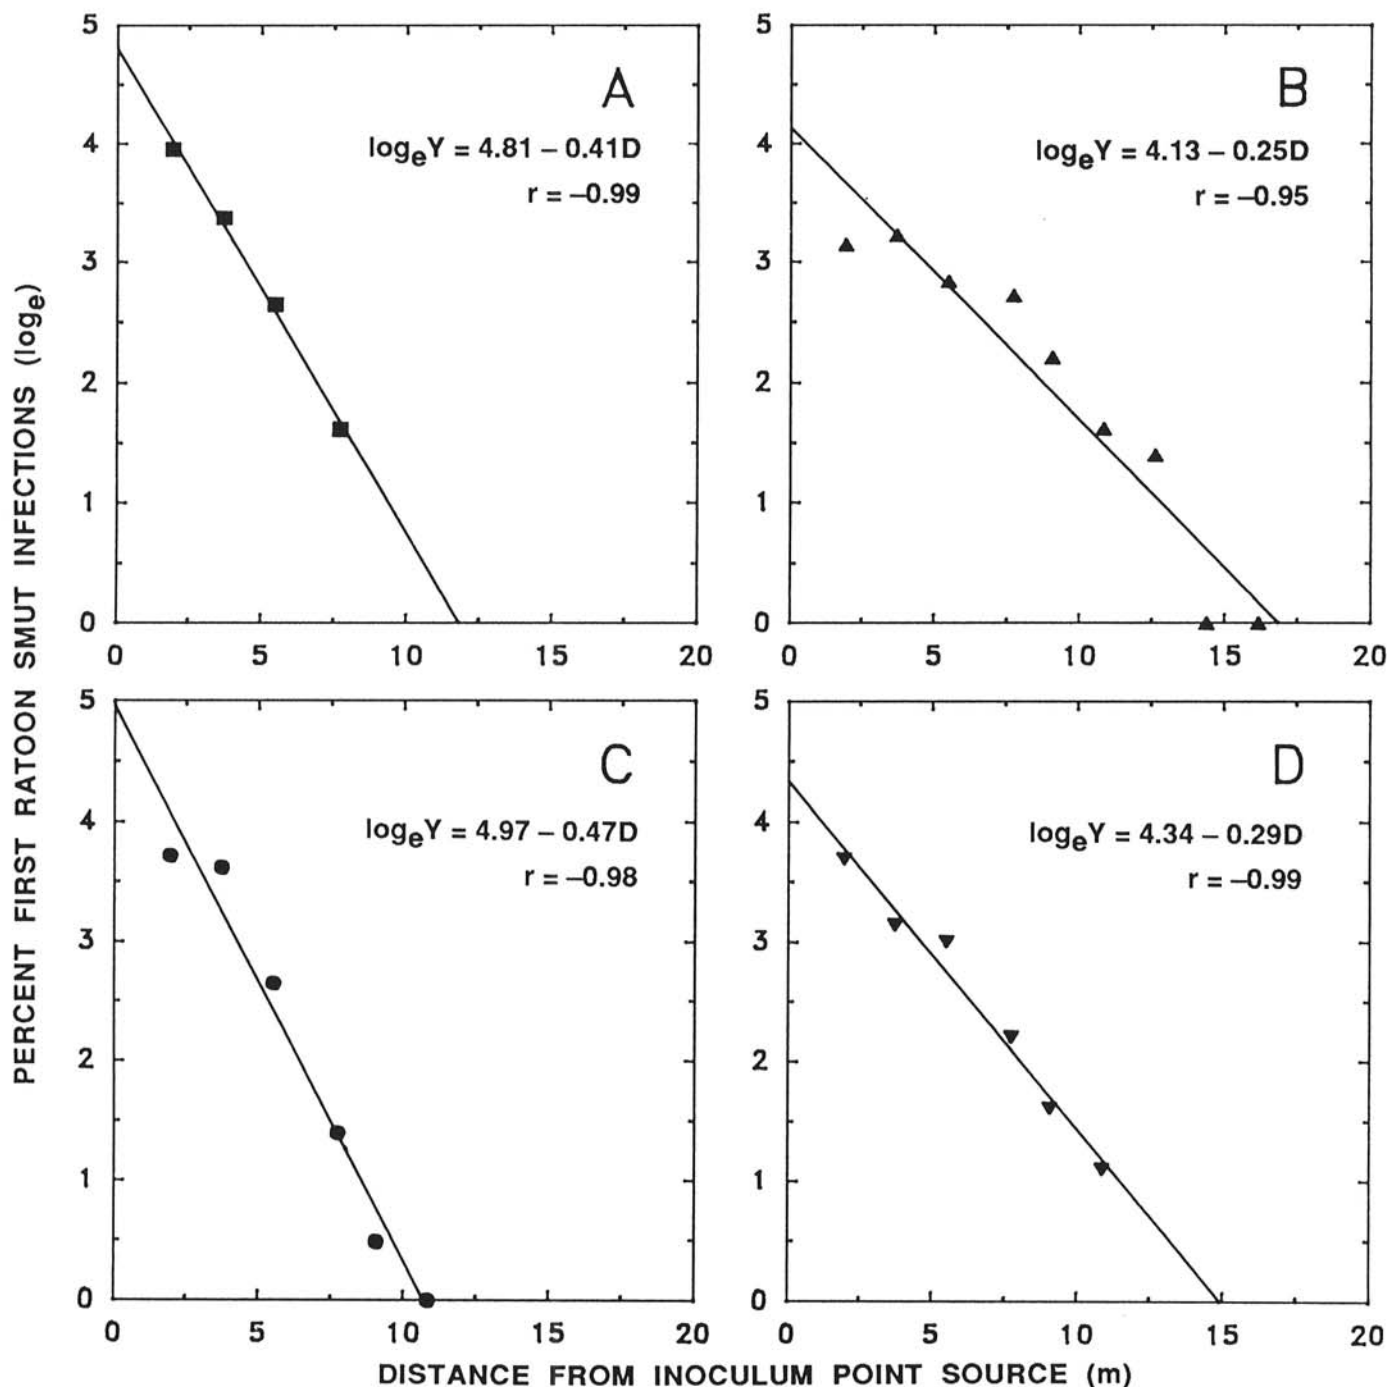 PERCENT FIRST RATOON SMUT INFECTIONS (logₑ)
5
4
3
2
1
0
A
logₑY = 4.81 – 0.41D
r = –0.99
0 5 10 15 20
5
4
3
2
1
0
B
logₑY = 4.13 – 0.25D
r = –0.95
0 5 10 15 20
5
4
3
2
1
0
C
logₑY = 4.97 – 0.47D
r = –0.98
0 5 10 15 20
5
4
3
2
1
0
D
logₑY = 4.34 – 0.29D
r = –0.99
0 5 10 15 20
DISTANCE FROM INOCULUM POINT SOURCE (m)